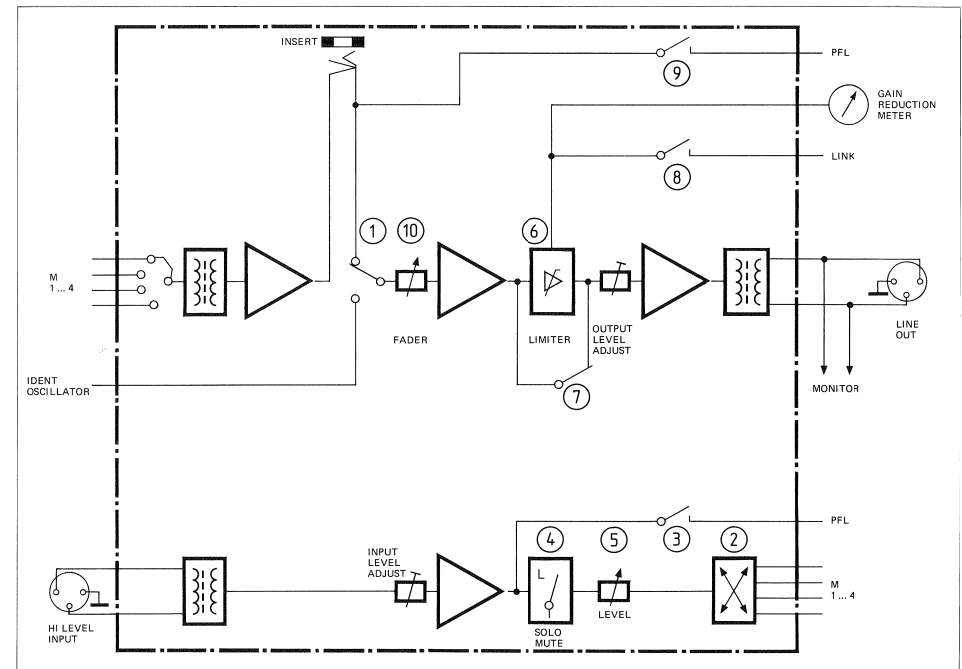 INSERT
PFL
9
GAIN
REDUCTION
METER
LINK
8
1
10
6
M
1 ... 4
FADER
LIMITER
OUTPUT
LEVEL
ADJUST
LINE
OUT
IDENT
OSCILLATOR
7
MONITOR
PFL
3
4
5
2
INPUT
LEVEL
ADJUST
L
M
1 ... 4
LEVEL
HI LEVEL
INPUT
SOLO
MUTE